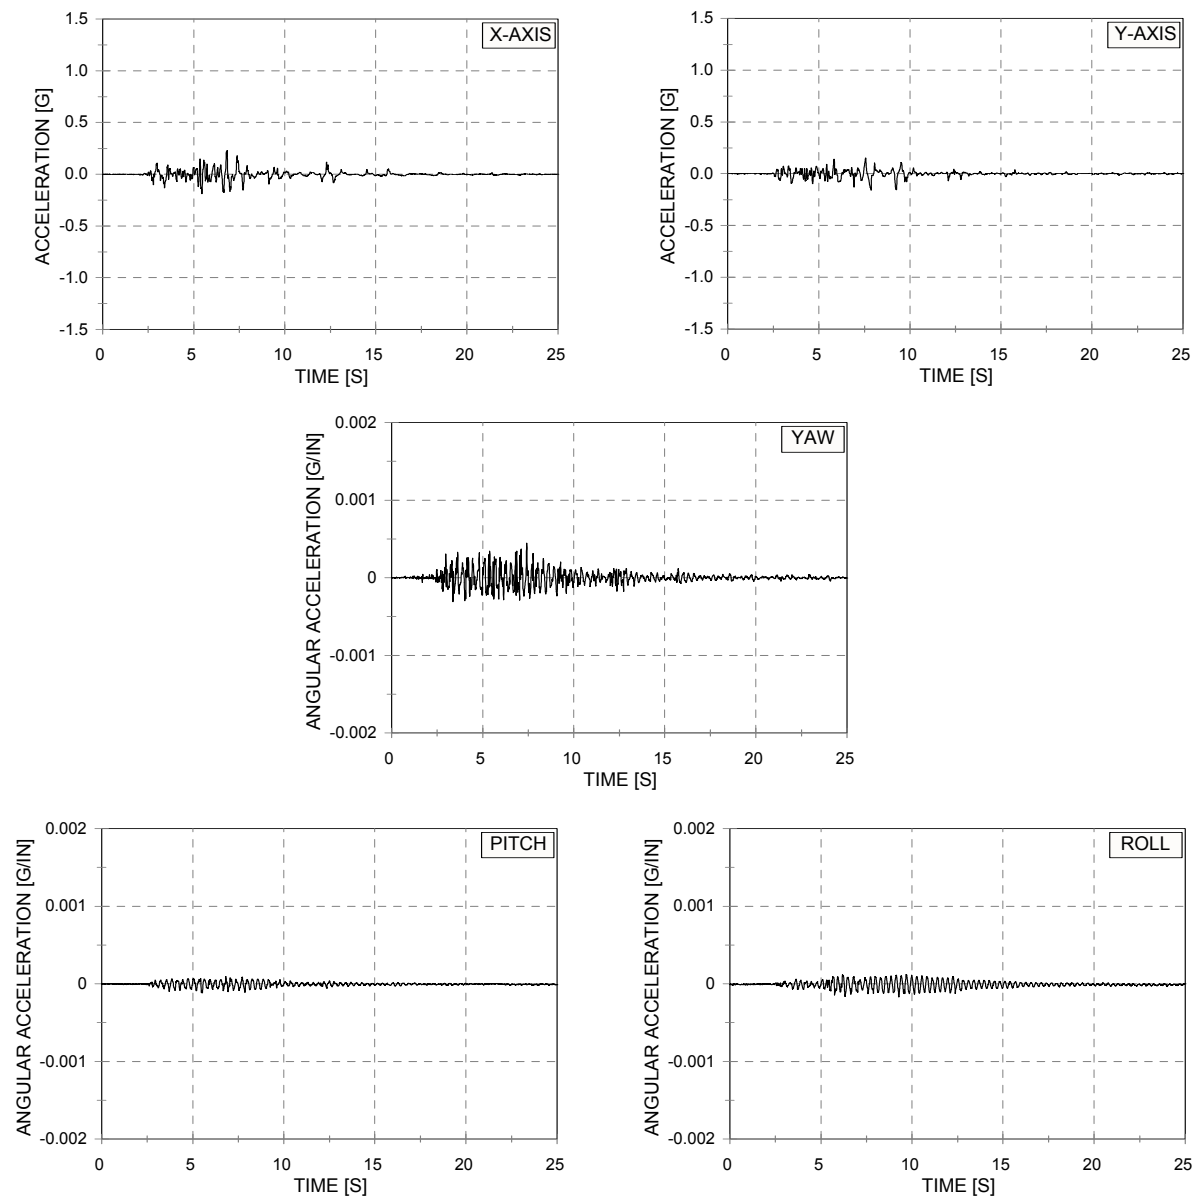 X-AXIS
ACCELERATION [G]
1.5
1.0
0.5
0.0
-0.5
-1.0
-1.5
0 5 10 15 20 25
TIME [S]
Y-AXIS
ACCELERATION [G]
1.5
1.0
0.5
0.0
-0.5
-1.0
-1.5
0 5 10 15 20 25
TIME [S]
YAW
ANGULAR ACCELERATION [G/IN]
0.002
0.001
0
-0.001
-0.002
0 5 10 15 20 25
TIME [S]
PITCH
ANGULAR ACCELERATION [G/IN]
0.002
0.001
0
-0.001
-0.002
0 5 10 15 20 25
TIME [S]
ROLL
ANGULAR ACCELERATION [G/IN]
0.002
0.001
0
-0.001
-0.002
0 5 10 15 20 25
TIME [S]